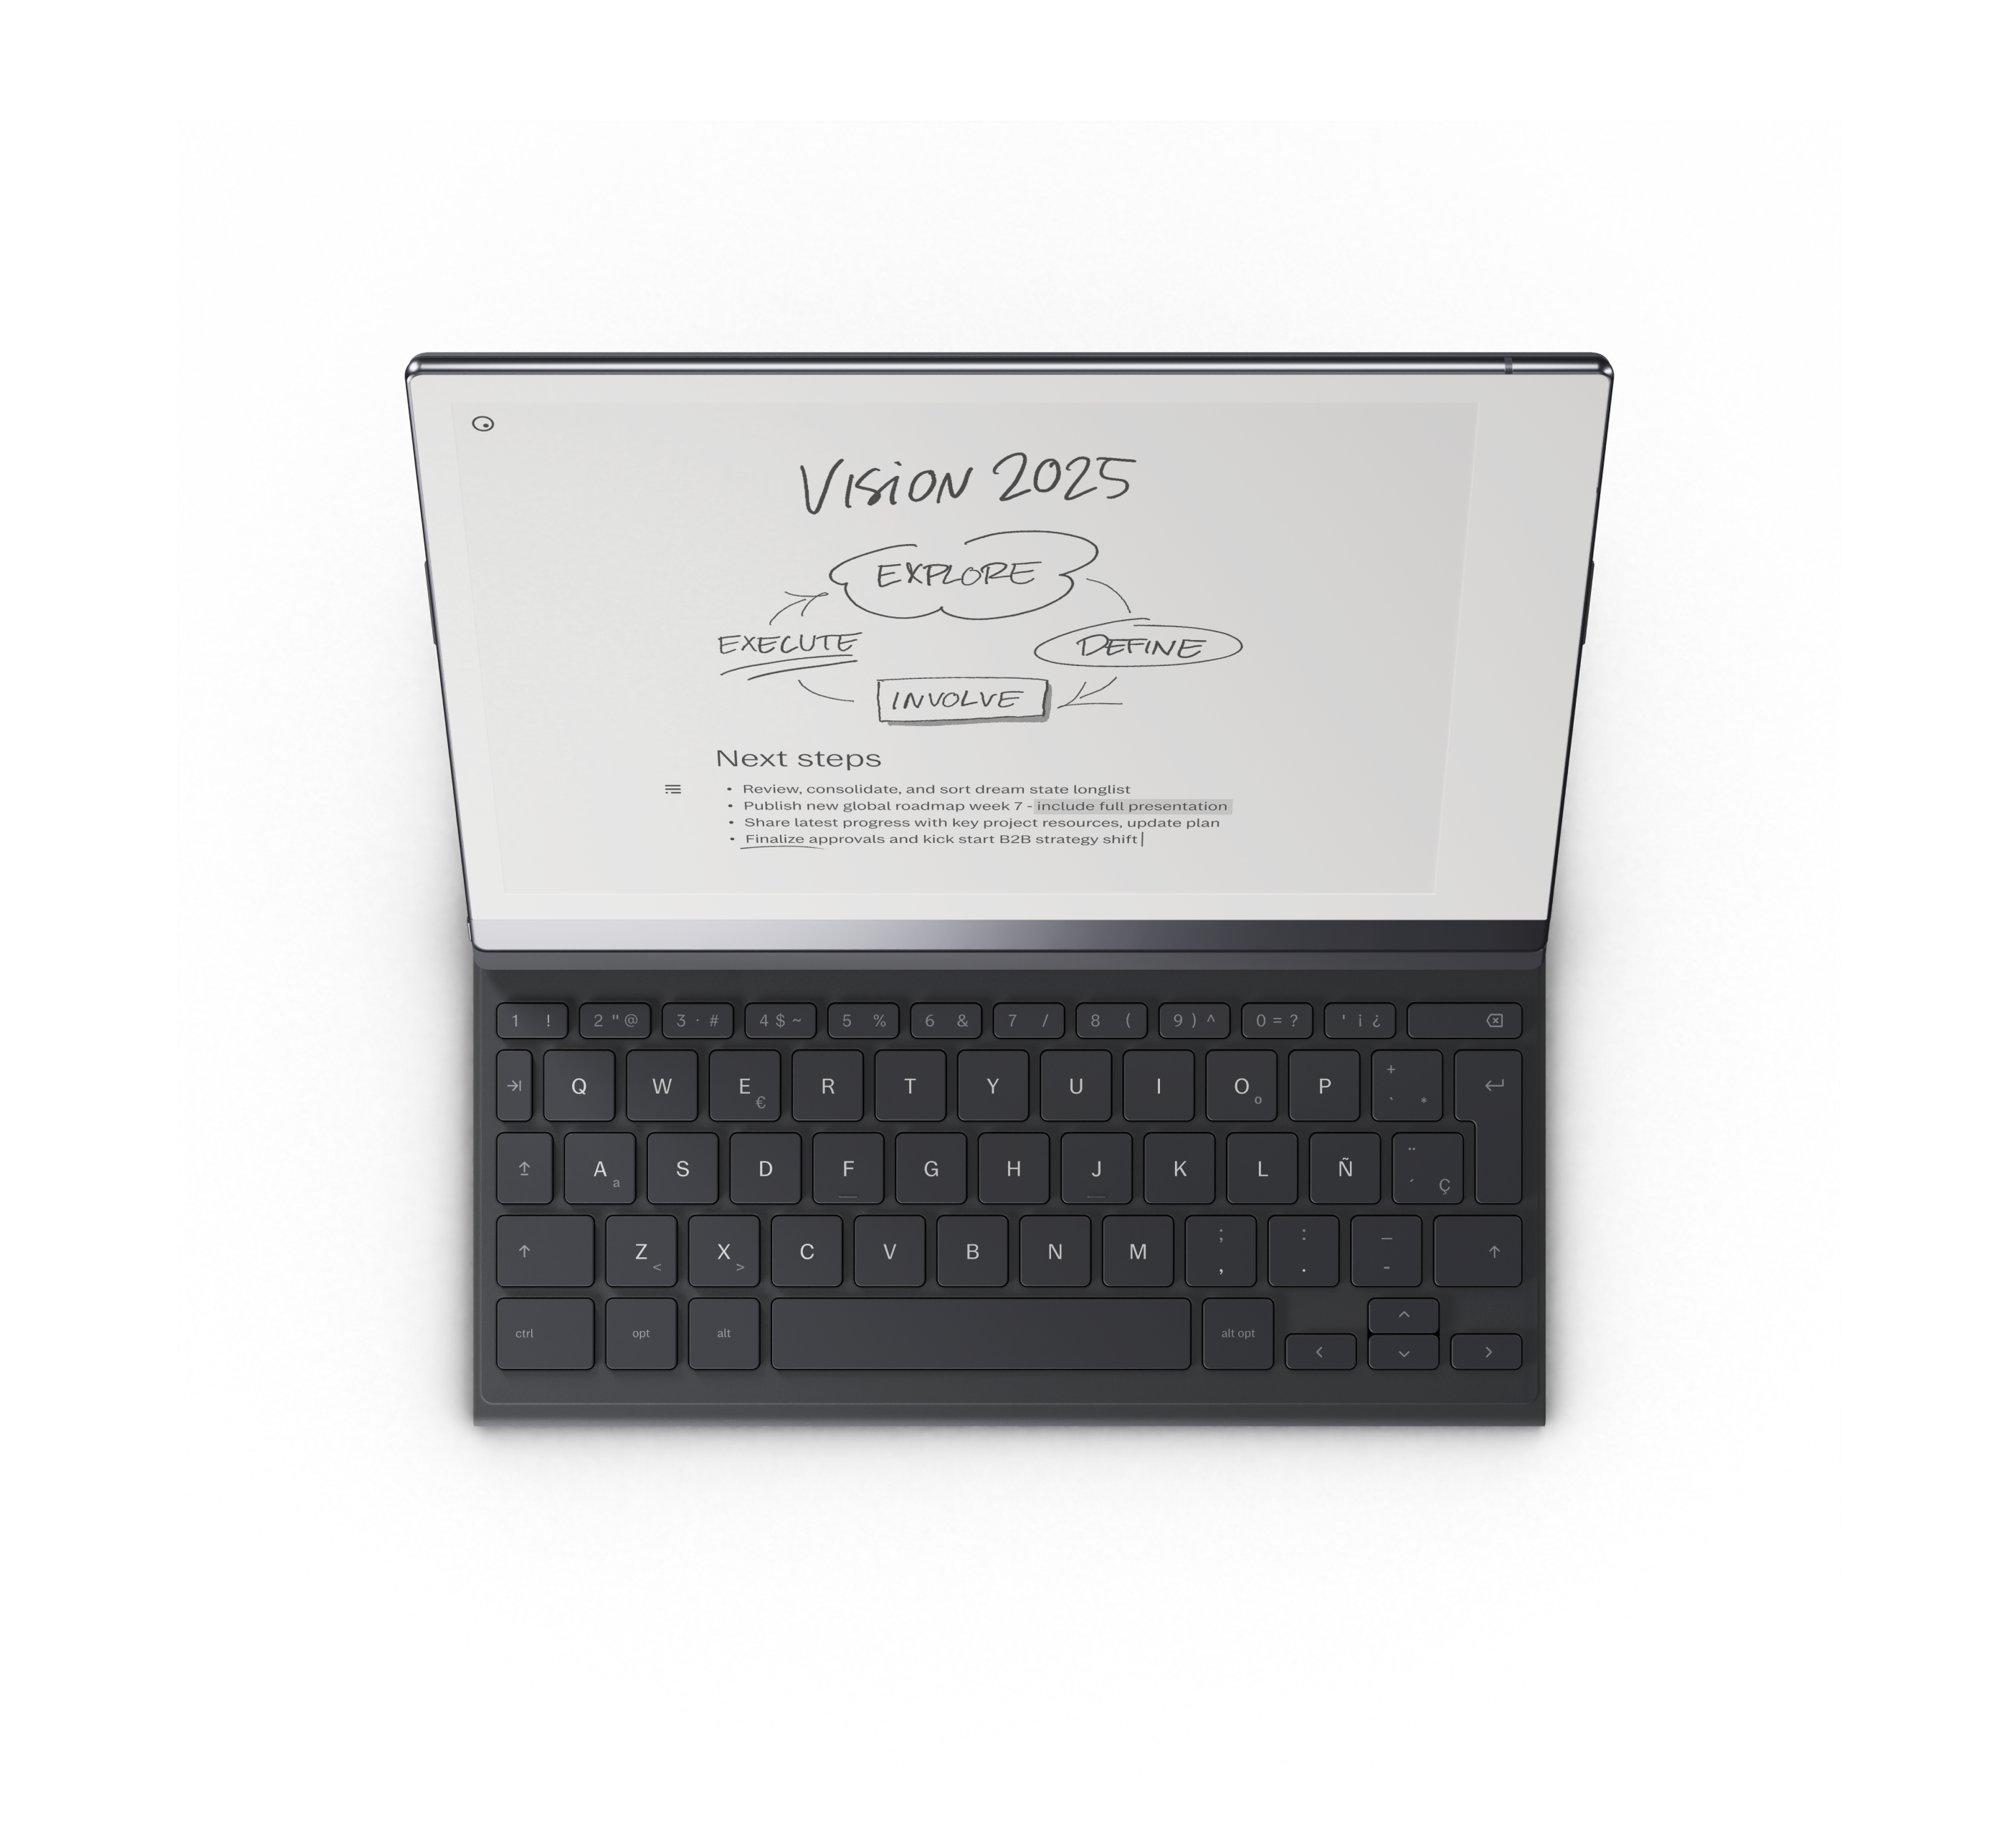 Vision 2025
EXPLORE
EXECUTE
DEFINE
INVOLVE
Next steps
• Review, consolidate, and sort dream state longlist
• Publish new global roadmap week 7 - include full presentation
• Share latest progress with key project resources, update plan
• Finalize approvals and kick start B2B strategy shift
1 ! 2 " @ 3 · # 4 $ ~ 5 % 6 & 7 / 8 ( 9 ) ^ 0 = ? ' ¡ ¿
Q W E € R T Y U I O o P + ` *
A a S D F G H J K L Ñ ¨ ´ Ç
Z < X > C V B N M ; , : . _ -
ctrl opt alt alt opt